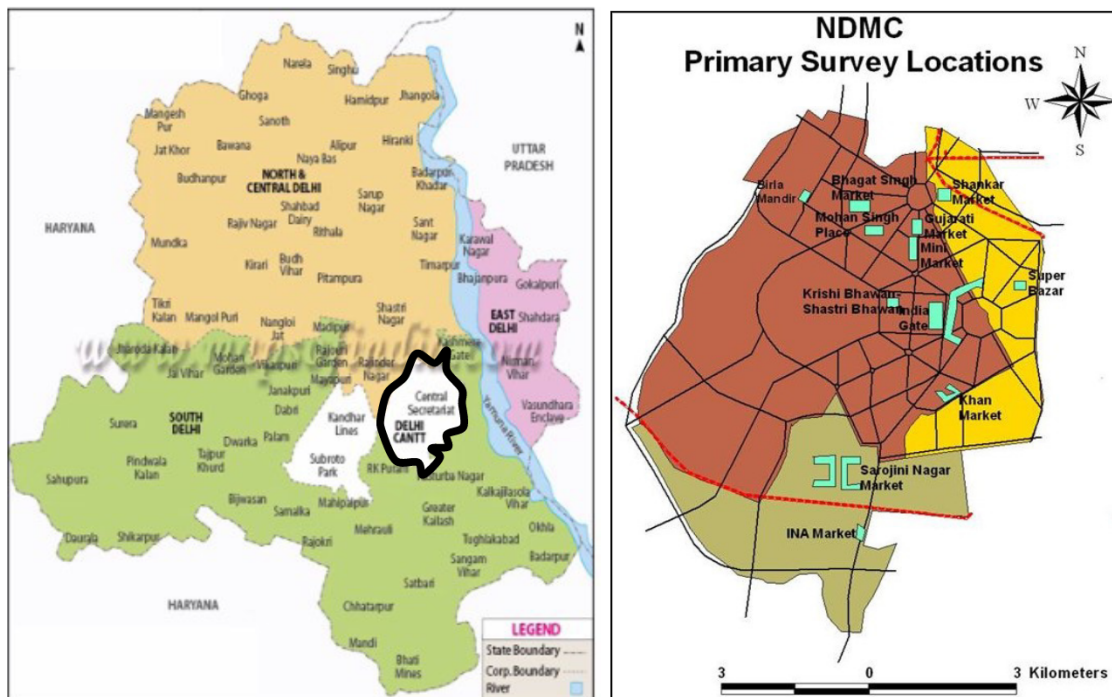 N
Narela
Singhu
Ghoga
Hamidpur
Jhangola
Mangesh
Pur
Sanoth
Jat Khor
Bawana
Alipur
Hiranki
UTTAR
PRADESH
Naya Bas
Budhanpur
NORTH &
CENTRAL DELHI
Badarpur
Khadar
Sarup
Nagar
Shahbad
Dairy
HARYANA
Rajiv Nagar
Rithala
Sant
Nagar
Mundka
Karawal
Nagar
Budh
Vihar
Kirari
Timarpur
Pitampura
Bhajanpura
Gokalpuri
Tikri
Kalan
Mangol Puri
Shastri
Nagar
EAST
DELHI
Shahdara
Nangloi
Jat
Madipur
Kashmere
Gate
Jharoda Kalan
Mohan
Garden
Rajouri
Garden
Rajinder
Nagar
Nirman
Vihar
Jai Vihar
Vikaspuri
Mayapuri
Janakpuri
Central
Secretariat
Vasundhara
Enclave
Dabri
SOUTH
DELHI
Kandhar
Lines
DELHI
CANTT
Yamuna River
Surera
Dwarka
Palam
Pindwala
Kalan
Tajpur
Khurd
Subroto
Park
RK Puram
Sahupura
Kalkajilasola
Vihar
Bijwasan
Samalka
Mahipalpur
Greater
Kailash
Daurala
Shikarpur
Mehrauli
Okhla
Rajokri
Tughlakabad
Sangam
Vihar
Badarpur
Satbari
HARYANA
Chhatarpur
Mandi
Bhati
Mines
LEGEND
State Boundary
Corp. Boundary
River
NDMC
Primary Survey Locations
N
W
E
S
Birla
Mandir
Bhagat Singh
Market
Shankar
Market
Mohan Singh
Place
Gujarati
Market
Mini
Market
Super
Bazar
Krishi Bhawan-
Shastri Bhawan
India
Gate
Khan
Market
Sarojini Nagar
Market
INA Market
3 0 3 Kilometers